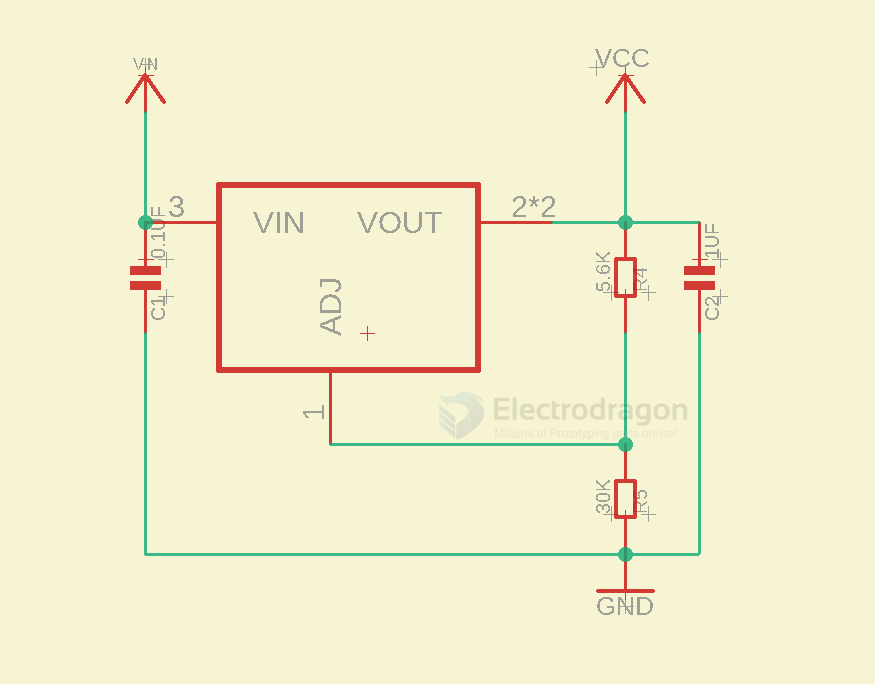 VIN
VCC
3
2*2
VIN
VOUT
0.1UF
1UF
5.6K
R4
ADJ
C1
C2
1
Electrodragon
Millions of Prototyping parts online!
30K
R5
GND